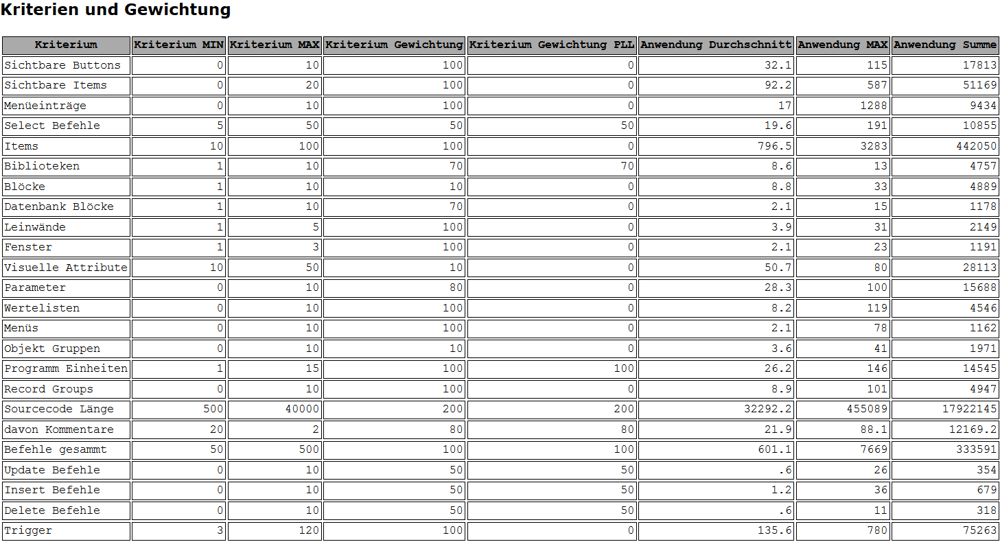 Kriterien und Gewichtung
Kriterium Kriterium MIN Kriterium MAX Kriterium Gewichtung Kriterium Gewichtung PLL Anwendung Durchschnitt Anwendung MAX Anwendung Summe
Sichtbare Buttons 0 10 100 0 32.1 115 17813
Sichtbare Items 0 20 100 0 92.2 587 51169
Menüeinträge 0 10 100 0 17 1288 9434
Select Befehle 5 50 50 50 19.6 191 10855
Items 10 100 100 0 796.5 3283 442050
Biblioteken 1 10 70 70 8.6 13 4757
Blöcke 1 10 10 0 8.8 33 4889
Datenbank Blöcke 1 10 70 0 2.1 15 1178
Leinwände 1 5 100 0 3.9 31 2149
Fenster 1 3 100 0 2.1 23 1191
Visuelle Attribute 10 50 10 0 50.7 80 28113
Parameter 0 10 80 0 28.3 100 15688
Wertelisten 0 10 100 0 8.2 119 4546
Menüs 0 10 100 0 2.1 78 1162
Objekt Gruppen 0 10 10 0 3.6 41 1971
Programm Einheiten 1 15 100 100 26.2 146 14545
Record Groups 0 10 100 0 8.9 101 4947
Sourcecode Länge 500 40000 200 200 32292.2 455089 17922145
davon Kommentare 20 2 80 80 21.9 88.1 12169.2
Befehle gesammt 50 500 100 100 601.1 7669 333591
Update Befehle 0 10 50 50 .6 26 354
Insert Befehle 0 10 50 50 1.2 36 679
Delete Befehle 0 10 50 50 .6 11 318
Trigger 3 120 100 0 135.6 780 75263